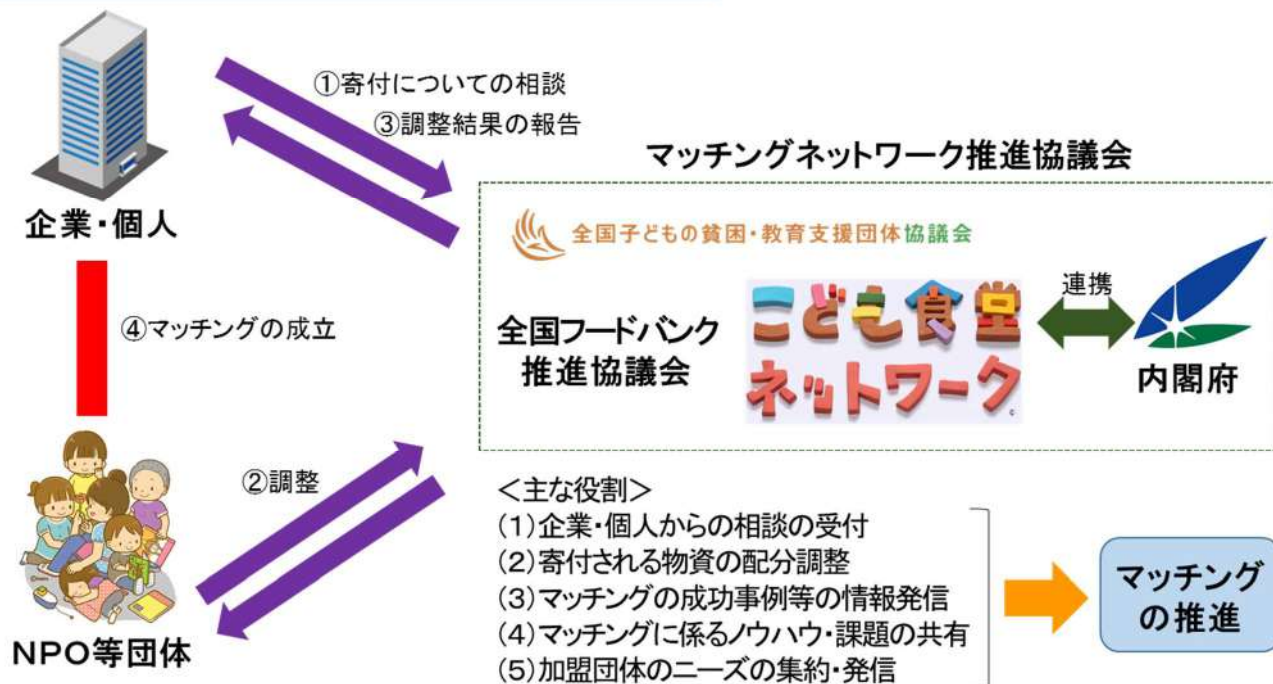 ①寄付についての相談
③調整結果の報告
企業・個人
④マッチングの成立
②調整
NPO等団体
マッチングネットワーク推進協議会
全国子どもの貧困・教育支援団体協議会
全国フードバンク
推進協議会
こども食堂
ネットワーク
連携
内閣府
＜主な役割＞
(1)企業・個人からの相談の受付
(2)寄付される物資の配分調整
(3)マッチングの成功事例等の情報発信
(4)マッチングに係るノウハウ・課題の共有
(5)加盟団体のニーズの集約・発信
マッチング
の推進